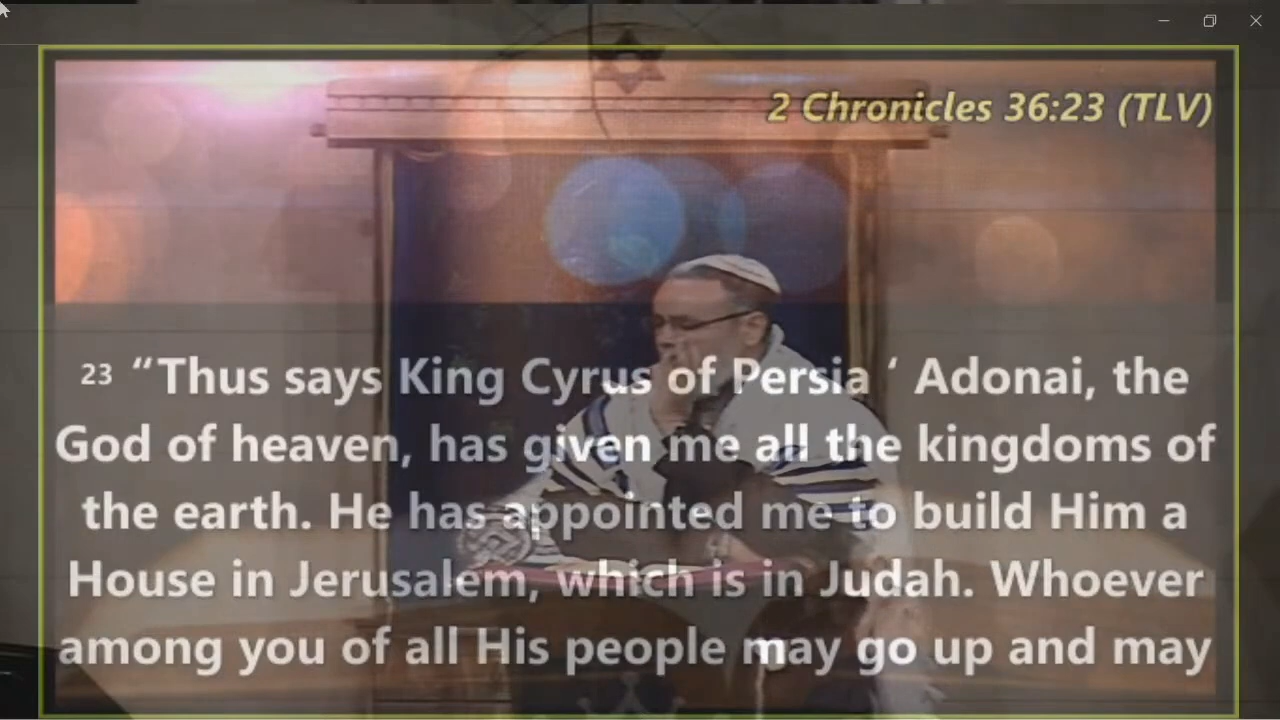 2 Chronicles 36:23 (TLV)
23 “Thus says King Cyrus of Persia ‘ Adonai, the
God of heaven, has given me all the kingdoms of
the earth. He has appointed me to build Him a
House in Jerusalem, which is in Judah. Whoever
among you of all His people may go up and may